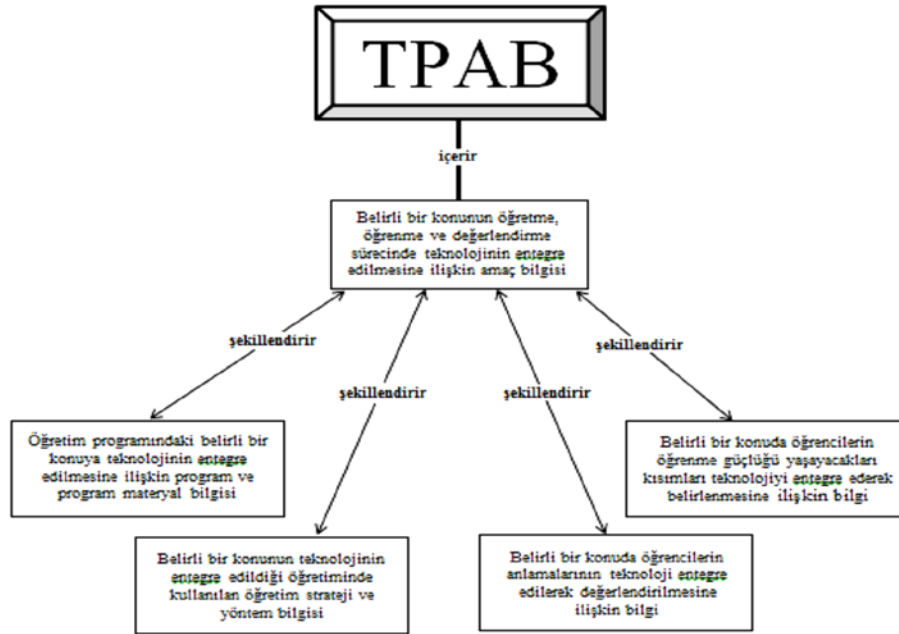 TPAB
içerir
Belirli bir konunun öğretme,
öğrenme ve değerlendirme
sürecinde teknolojinin entegre
edilmesine ilişkin amaç bilgisi
şekillendirir
şekillendirir
şekillendirir
şekillendirir
Öğretim programındaki belirli bir
konuya teknolojinin entegre
edilmesine ilişkin program ve
program materyal bilgisi
Belirli bir konuda öğrencilerin
öğrenme güçlüğü yaşayacakları
kısımları teknolojiyi entegre ederek
belirlenmesine ilişkin bilgi
Belirli bir konunun teknolojinin
entegre edildiği öğretiminde
kullanılan öğretim strateji ve
yöntem bilgisi
Belirli bir konuda öğrencilerin
anlamalarının teknoloji entegre
edilerek değerlendirilmesine
ilişkin bilgi